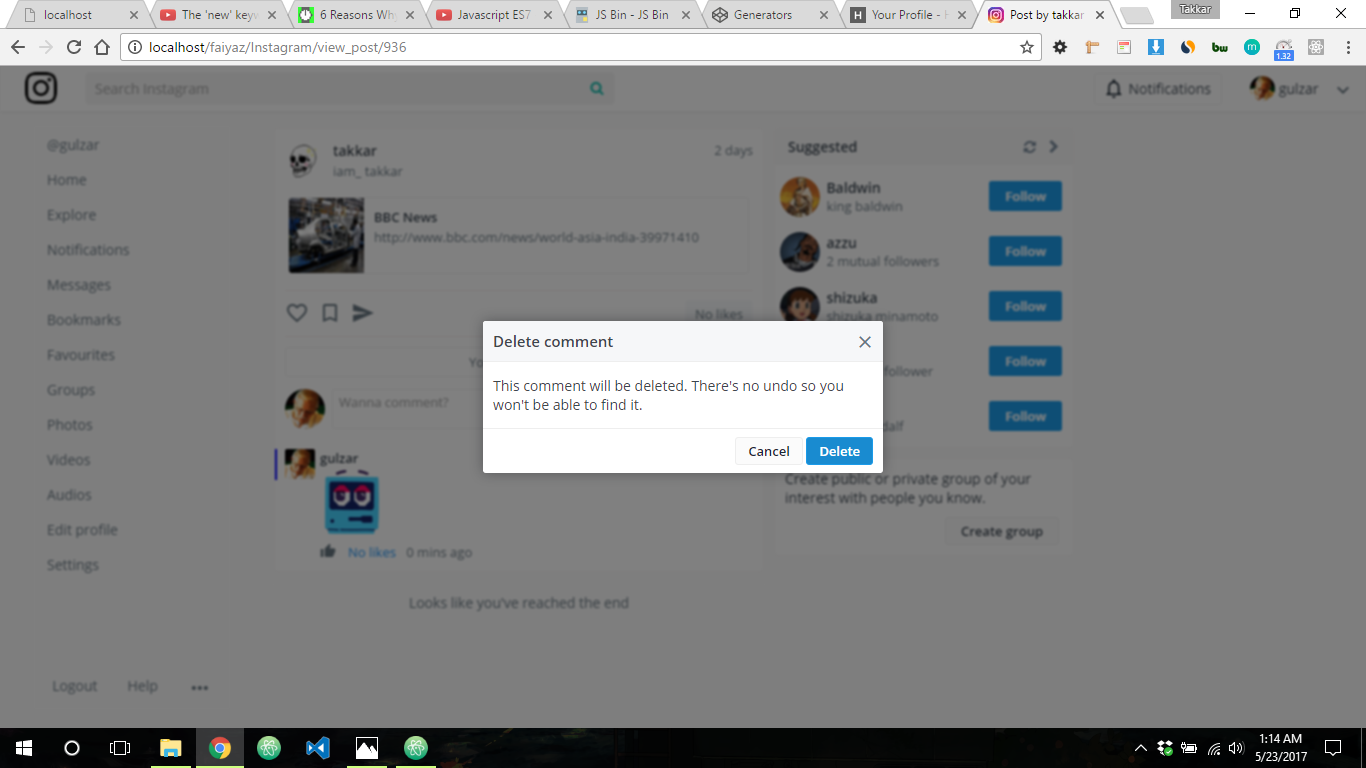 localhost
The 'new' keyw
6 Reasons Why
Javascript ES7
JS Bin - JS Bin
Generators
Your Profile - H
Post by takkar
Takkar
localhost/faiyaz/Instagram/view_post/936
bw
m
1.32
Search Instagram
Notifications
gulzar
@gulzar
Home
Explore
Notifications
Messages
Bookmarks
Favourites
Groups
Photos
Videos
Audios
Edit profile
Settings
Logout
Help
takkar
iam_ takkar
2 days
BBC News
http://www.bbc.com/news/world-asia-india-39971410
No likes
Wanna comment?
gulzar
No likes
0 mins ago
Looks like you've reached the end
Delete comment
This comment will be deleted. There's no undo so you
won't be able to find it.
Cancel
Delete
Suggested
Baldwin
king baldwin
Follow
azzu
2 mutual followers
Follow
shizuka
shizuka minamoto
Follow
follower
Follow
Follow
Create public or private group of your
interest with people you know.
Create group
1:14 AM
5/23/2017